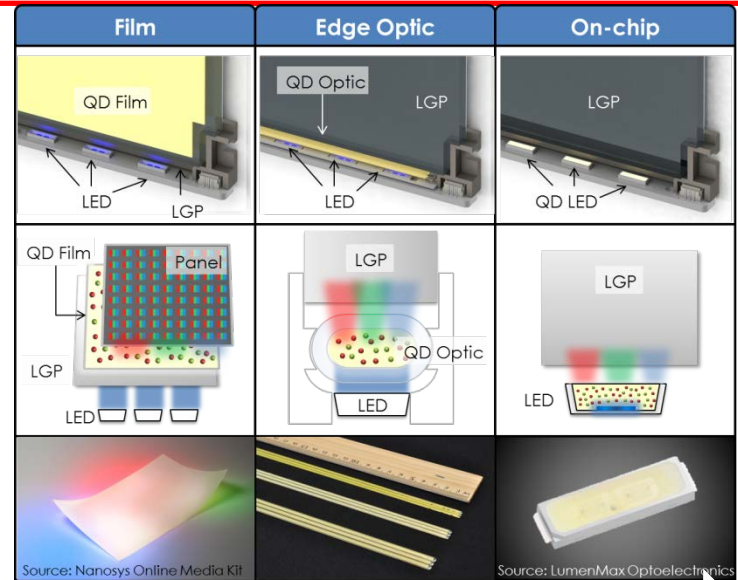 Film
Edge Optic
On-chip
QD Film
LED
LGP
QD Optic
LGP
LED
LGP
QD LED
QD Film
Panel
LGP
LED
LGP
QD Optic
LED
LGP
LED
Source: Nanosys Online Media Kit
Source: LumenMax Optoelectronics